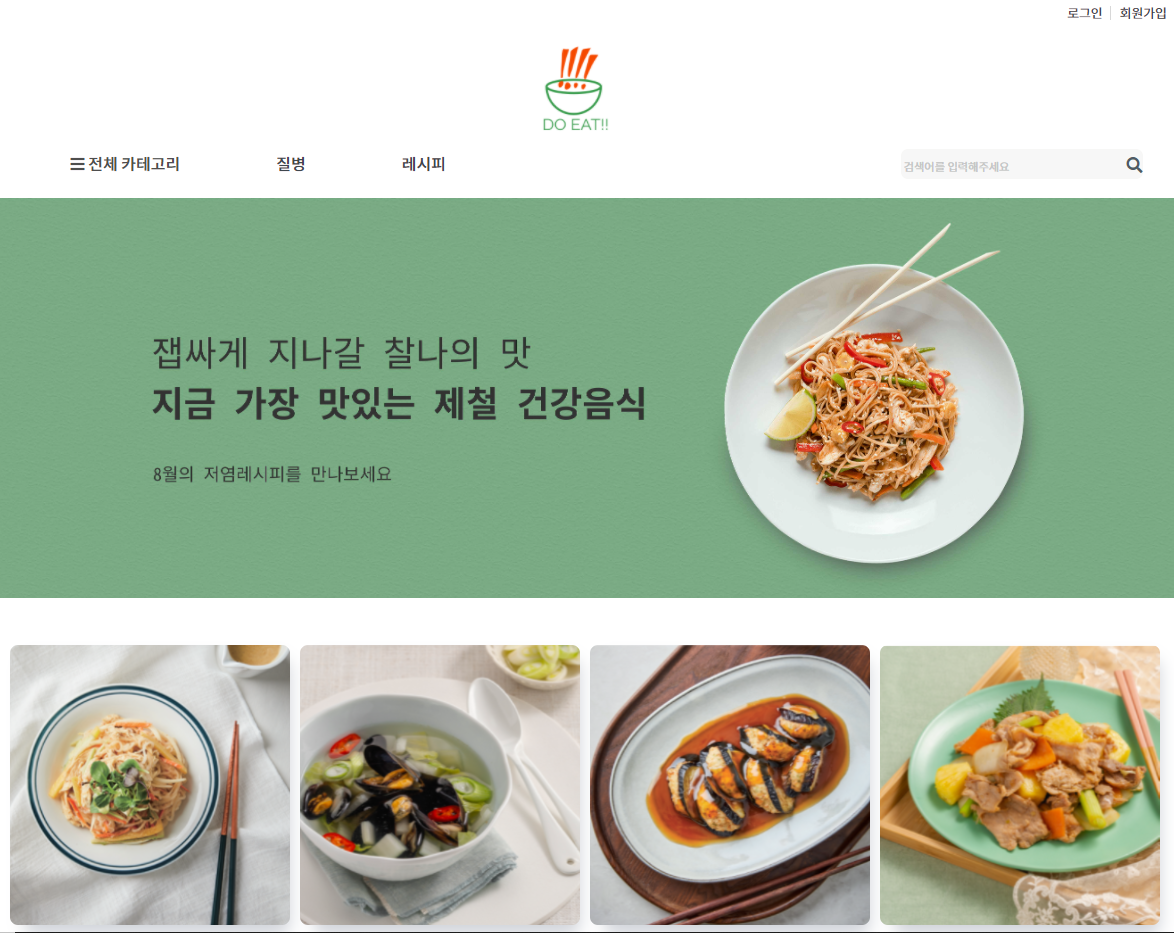 로그인 회원가입
DO EAT!!
전체 카테고리 질병 레시피 검색어를 입력해주세요
잽싸게 지나갈 찰나의 맛
지금 가장 맛있는 제철 건강음식
8월의 저염레시피를 만나보세요